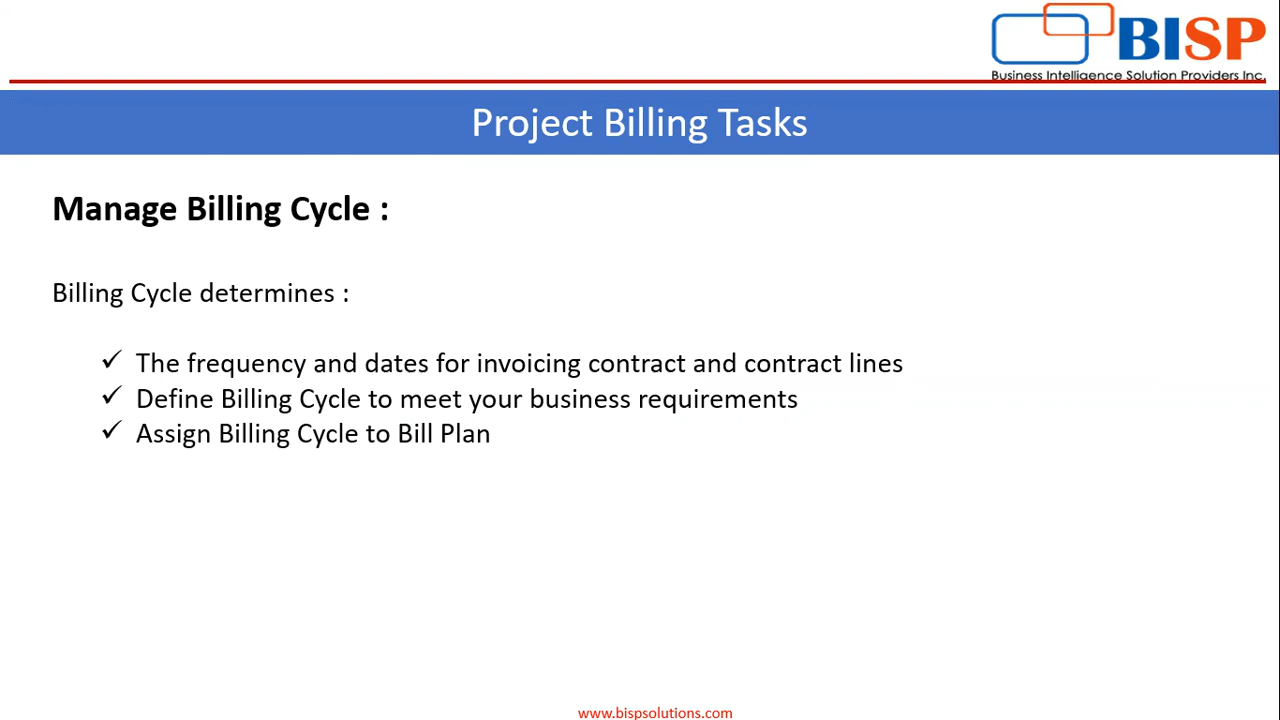 BISP
Business Intelligence Solution Providers Inc.
Project Billing Tasks
Manage Billing Cycle :
Billing Cycle determines :
✓ The frequency and dates for invoicing contract and contract lines
✓ Define Billing Cycle to meet your business requirements
✓ Assign Billing Cycle to Bill Plan
www.bispsolutions.com